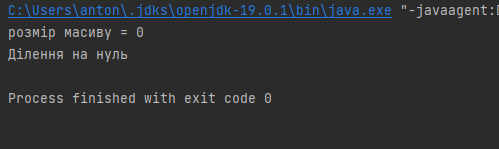 C:\Users\anton\.jdks\openjdk-19.0.1\bin\java.exe "-javaagent:
розмір масиву = 0
Ділення на нуль
Process finished with exit code 0